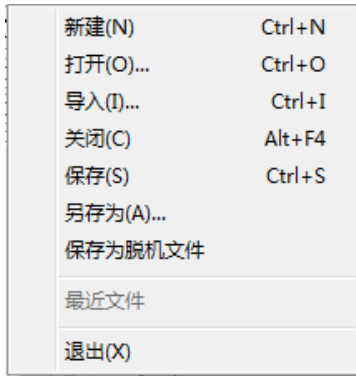 新建(N) Ctrl+N
打开(O)... Ctrl+O
导入(I)... Ctrl+I
关闭(C) Alt+F4
保存(S) Ctrl+S
另存为(A)...
保存为脱机文件
最近文件
退出(X)